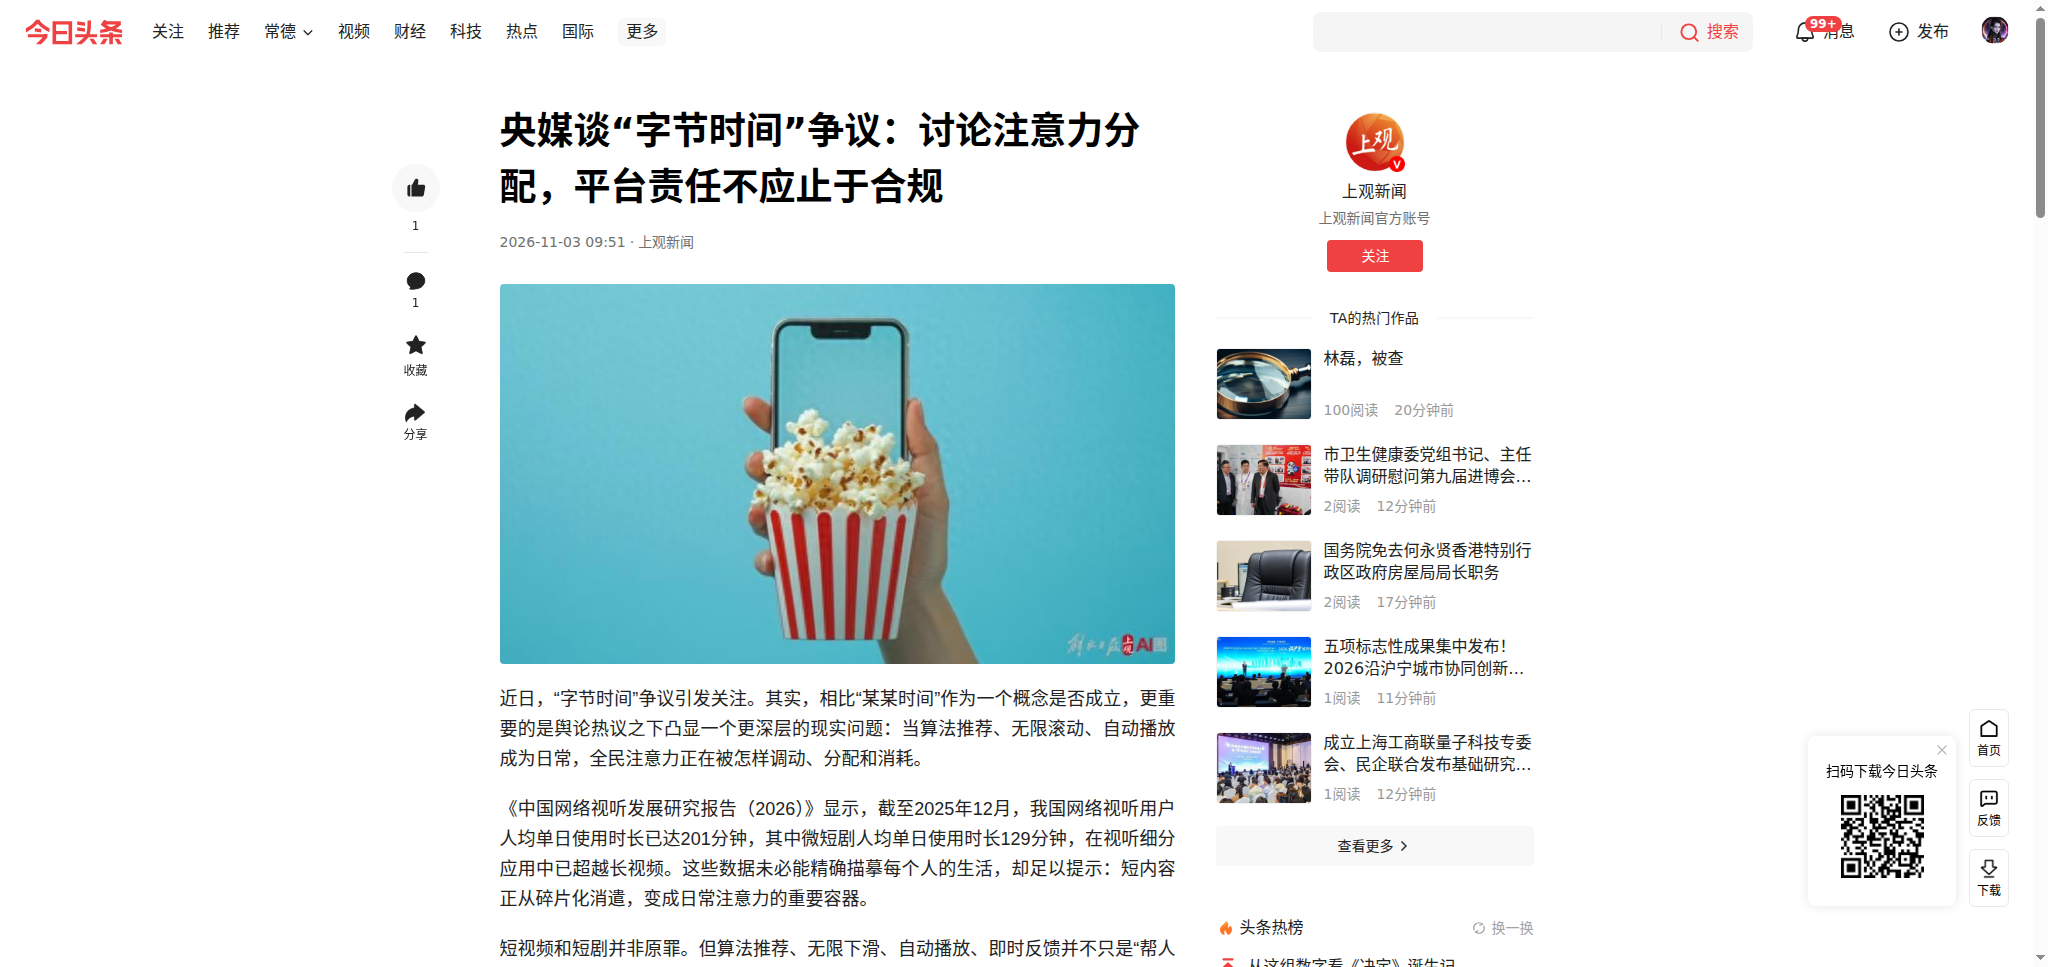 今日头条
关注
推荐
常德
视频
财经
科技
热点
国际
更多
搜索
99+
消息
发布
央媒谈“字节时间”争议：讨论注意力分
配，平台责任不应止于合规
2026-11-03 09:51 · 上观新闻
1
1
收藏
分享
解放日报
上观
AI图
近日，“字节时间”争议引发关注。其实，相比“某某时间”作为一个概念是否成立，更重
要的是舆论热议之下凸显一个更深层的现实问题：当算法推荐、无限滚动、自动播放
成为日常，全民注意力正在被怎样调动、分配和消耗。
《中国网络视听发展研究报告（2026）》显示，截至2025年12月，我国网络视听用户
人均单日使用时长已达201分钟，其中微短剧人均单日使用时长129分钟，在视听细分
应用中已超越长视频。这些数据未必能精确描摹每个人的生活，却足以提示：短内容
正从碎片化消遣，变成日常注意力的重要容器。
短视频和短剧并非原罪。但算法推荐、无限下滑、自动播放、即时反馈并不只是“帮人
上观
V
上观新闻
上观新闻官方账号
关注
TA的热门作品
林磊，被查
100阅读 20分钟前
市卫生健康委党组书记、主任
带队调研慰问第九届进博会...
2阅读 12分钟前
国务院免去何永贤香港特别行
政区政府房屋局局长职务
2阅读 17分钟前
五项标志性成果集中发布！
2026沿沪宁城市协同创新...
1阅读 11分钟前
成立上海工商联量子科技专委
会、民企联合发布基础研究...
1阅读 12分钟前
查看更多
头条热榜
换一换
从这组数字看《决定》诞生记
扫码下载今日头条
首页
反馈
下载